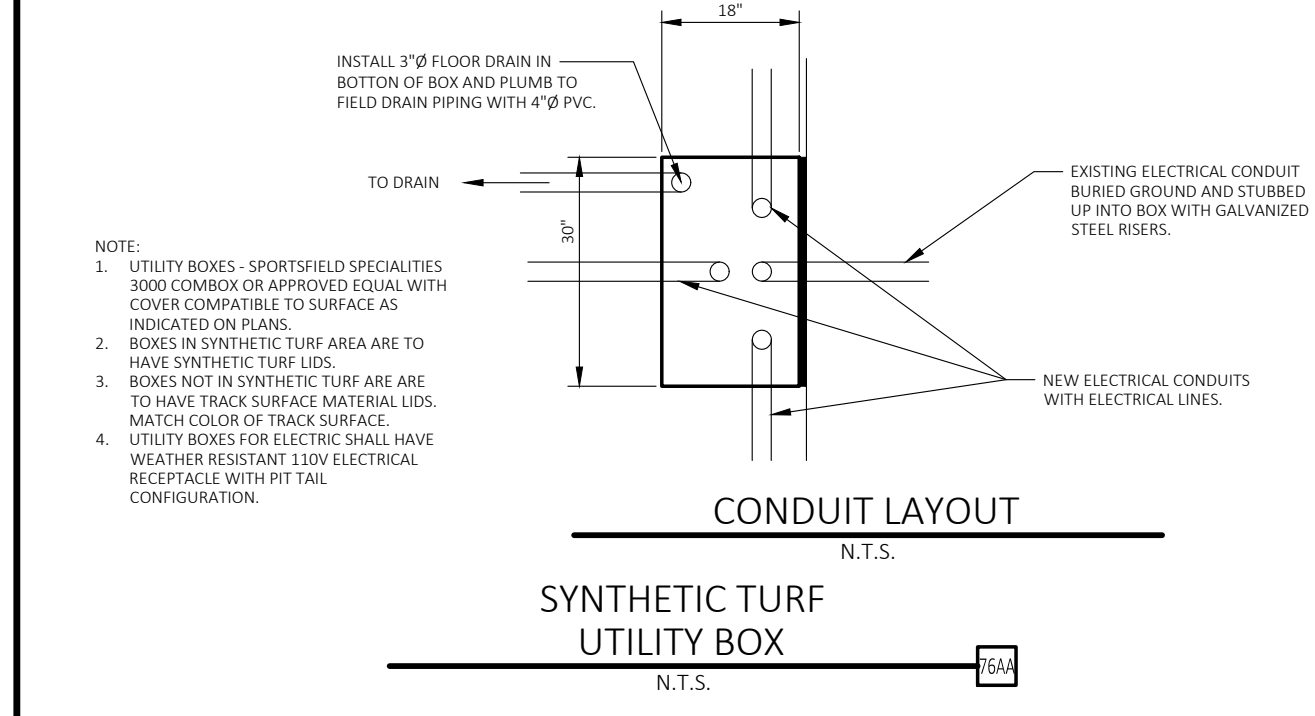 18"
INSTALL 3"Ø FLOOR DRAIN IN
BOTTON OF BOX AND PLUMB TO
FIELD DRAIN PIPING WITH 4"Ø PVC.
TO DRAIN
30"
EXISTING ELECTRICAL CONDUIT
BURIED GROUND AND STUBBED
UP INTO BOX WITH GALVANIZED
STEEL RISERS.
NOTE:
1. UTILITY BOXES - SPORTSFIELD SPECIALITIES
3000 COMBOX OR APPROVED EQUAL WITH
COVER COMPATIBLE TO SURFACE AS
INDICATED ON PLANS.
2. BOXES IN SYNTHETIC TURF AREA ARE TO
HAVE SYNTHETIC TURF LIDS.
3. BOXES NOT IN SYNTHETIC TURF ARE ARE
TO HAVE TRACK SURFACE MATERIAL LIDS.
MATCH COLOR OF TRACK SURFACE.
4. UTILITY BOXES FOR ELECTRIC SHALL HAVE
WEATHER RESISTANT 110V ELECTRICAL
RECEPTACLE WITH PIT TAIL
CONFIGURATION.
NEW ELECTRICAL CONDUITS
WITH ELECTRICAL LINES.
CONDUIT LAYOUT
N.T.S.
SYNTHETIC TURF
UTILITY BOX
76AA
N.T.S.